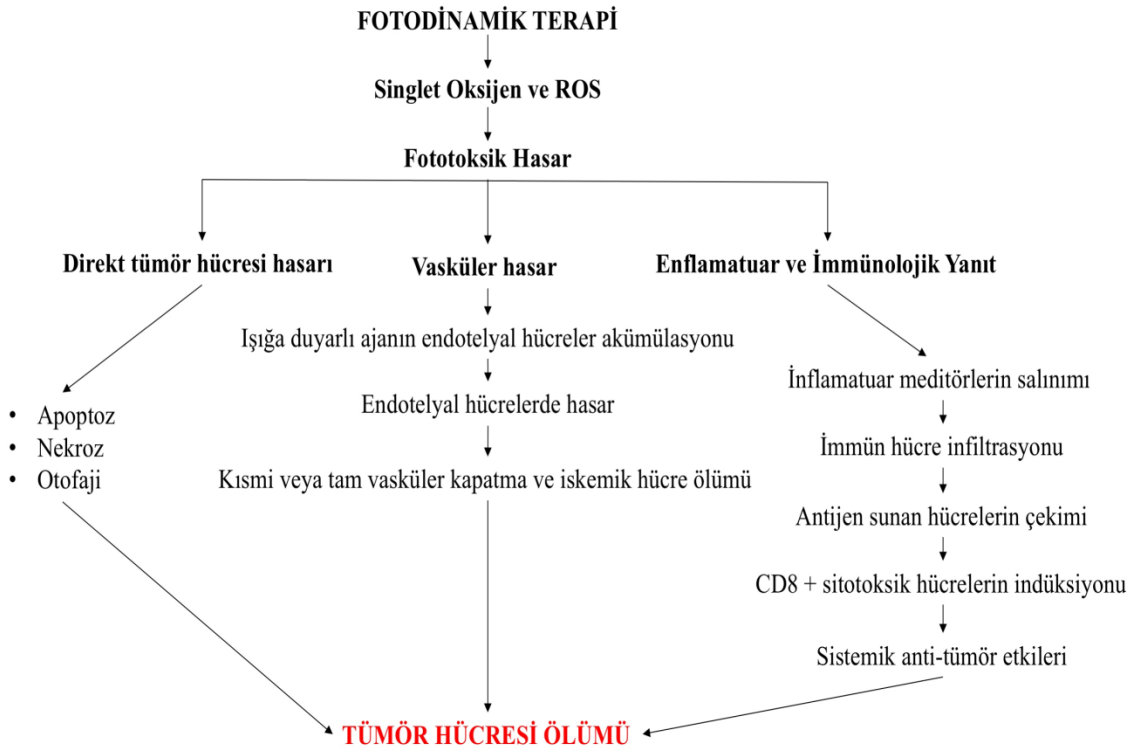 FOTODİNAMİK TERAPİ
Singlet Oksijen ve ROS
Fototoksik Hasar
Direkt tümör hücresi hasarı
Vasküler hasar
Enflamatuar ve İmmünolojik Yanıt
• Apoptoz
• Nekroz
• Otofaji
Işığa duyarlı ajanın endotelyal hücreler akümülasyonu
Endotelyal hücrelerde hasar
Kısmi veya tam vasküler kapatma ve iskemik hücre ölümü
İnflamatuar meditörlerin salınımı
İmmün hücre infiltrasyonu
Antijen sunan hücrelerin çekimi
CD8 + sitotoksik hücrelerin indüksiyonu
Sistemik anti-tümör etkileri
TÜMÖR HÜCRESİ ÖLÜMÜ